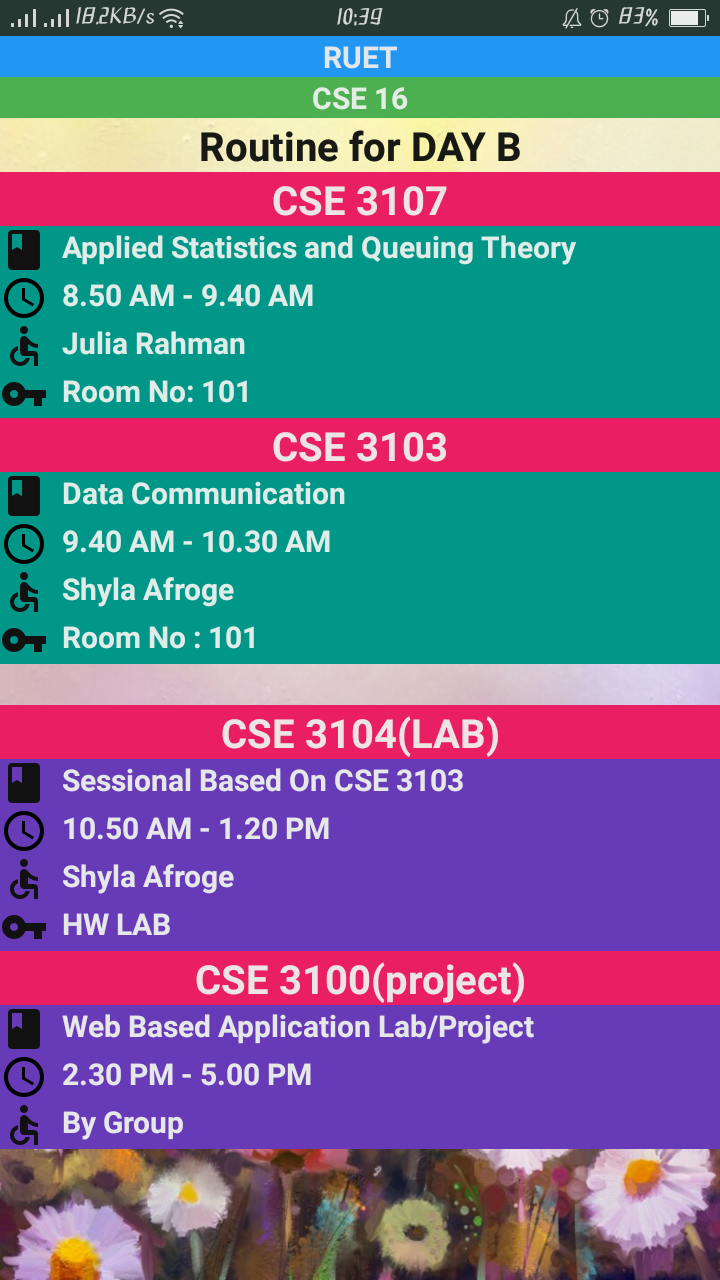 18.2KB/s 10:39 83%
RUET
CSE 16
Routine for DAY B
CSE 3107
Applied Statistics and Queuing Theory
8.50 AM - 9.40 AM
Julia Rahman
Room No: 101
CSE 3103
Data Communication
9.40 AM - 10.30 AM
Shyla Afroge
Room No : 101
CSE 3104(LAB)
Sessional Based On CSE 3103
10.50 AM - 1.20 PM
Shyla Afroge
HW LAB
CSE 3100(project)
Web Based Application Lab/Project
2.30 PM - 5.00 PM
By Group